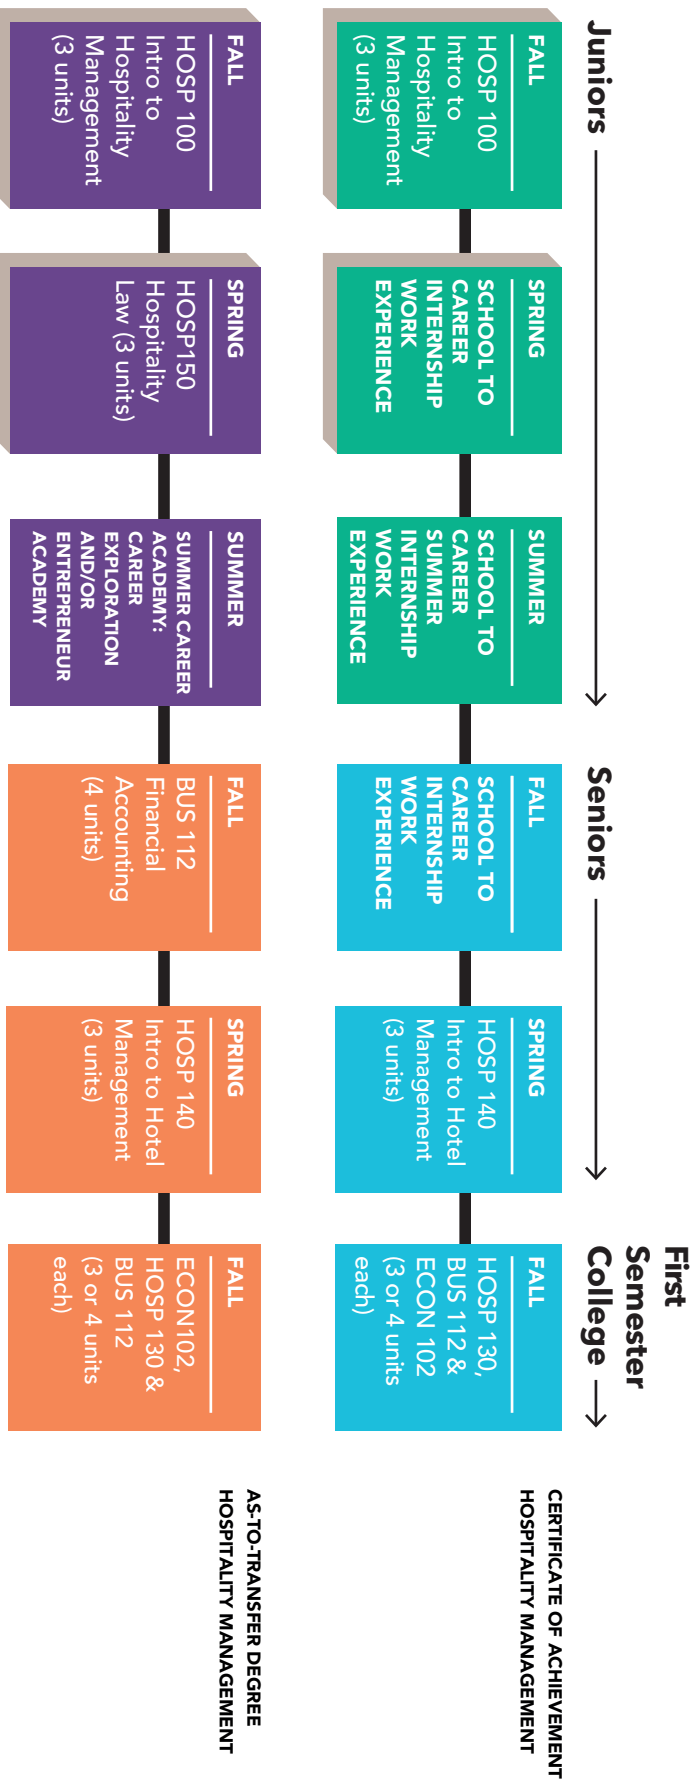 Juniors
Seniors
First
Semester
College
FALL
HOSP 100
Intro to
Hospitality
Management
(3 units)
SPRING
SCHOOL TO
CAREER
INTERNSHIP
WORK
EXPERIENCE
SUMMER
SCHOOL TO
CAREER
SUMMER
INTERNSHIP
WORK
EXPERIENCE
FALL
SCHOOL TO
CAREER
INTERNSHIP
WORK
EXPERIENCE
SPRING
HOSP 140
Intro to Hotel
Management
(3 units)
FALL
HOSP 130,
BUS 112 &
ECON 102
(3 or 4 units
each)
CERTIFICATE OF ACHIEVEMENT
HOSPITALITY MANAGEMENT
FALL
HOSP 100
Intro to
Hospitality
Management
(3 units)
SPRING
HOSP150
Hospitality
Law (3 units)
SUMMER
SUMMER CAREER
ACADEMY:
CAREER
EXPLORATION
AND/OR
ENTREPRENEUR
ACADEMY
FALL
BUS 112
Financial
Accounting
(4 units)
SPRING
HOSP 140
Intro to Hotel
Management
(3 units)
FALL
ECON102,
HOSP 130 &
BUS 112
(3 or 4 units
each)
AS-TO-TRANSFER DEGREE
HOSPITALITY MANAGEMENT